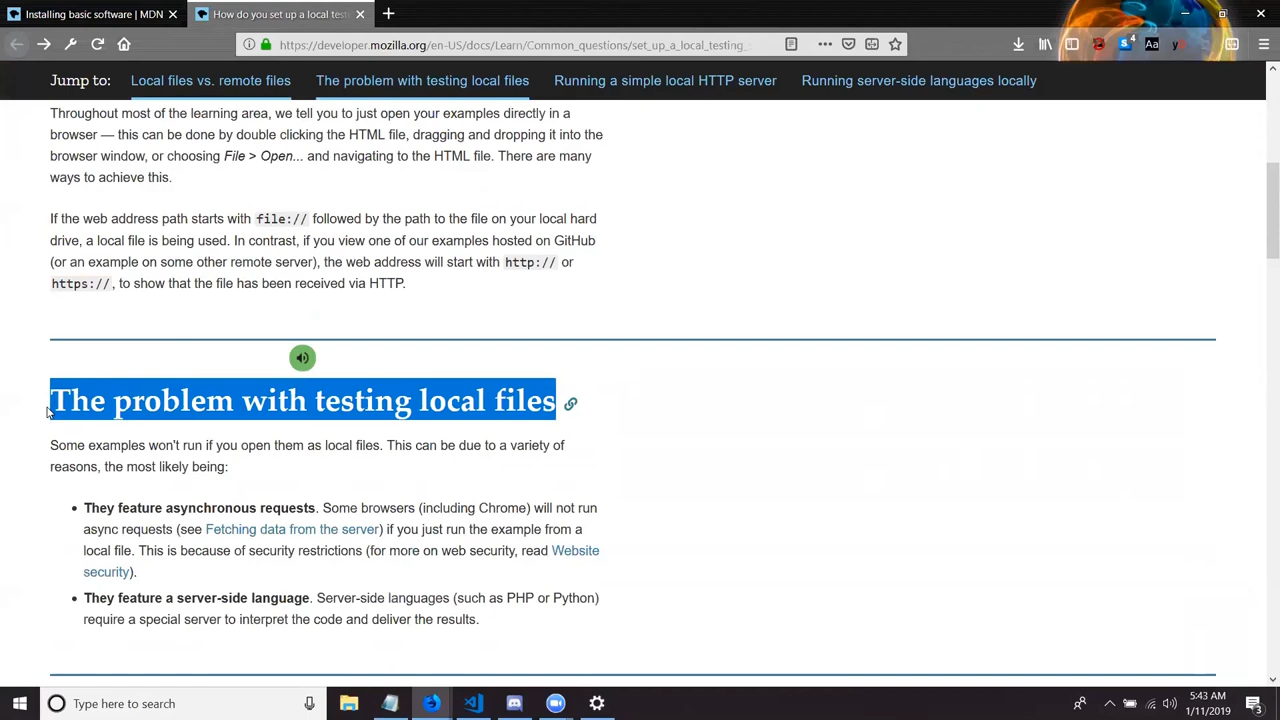 Installing basic software | MDN
How do you set up a local test
https://developer.mozilla.org/en-US/docs/Learn/Common_questions/set_up_a_local_testing_
Jump to: Local files vs. remote files The problem with testing local files Running a simple local HTTP server Running server-side languages locally
Throughout most of the learning area, we tell you to just open your examples directly in a
browser — this can be done by double clicking the HTML file, dragging and dropping it into the
browser window, or choosing File > Open... and navigating to the HTML file. There are many
ways to achieve this.
If the web address path starts with file:// followed by the path to the file on your local hard
drive, a local file is being used. In contrast, if you view one of our examples hosted on GitHub
(or an example on some other remote server), the web address will start with http:// or
https://, to show that the file has been received via HTTP.
The problem with testing local files
Some examples won't run if you open them as local files. This can be due to a variety of
reasons, the most likely being:
• They feature asynchronous requests. Some browsers (including Chrome) will not run
async requests (see Fetching data from the server) if you just run the example from a
local file. This is because of security restrictions (for more on web security, read Website
security).
• They feature a server-side language. Server-side languages (such as PHP or Python)
require a special server to interpret the code and deliver the results.
Type here to search
5:43 AM
1/11/2019